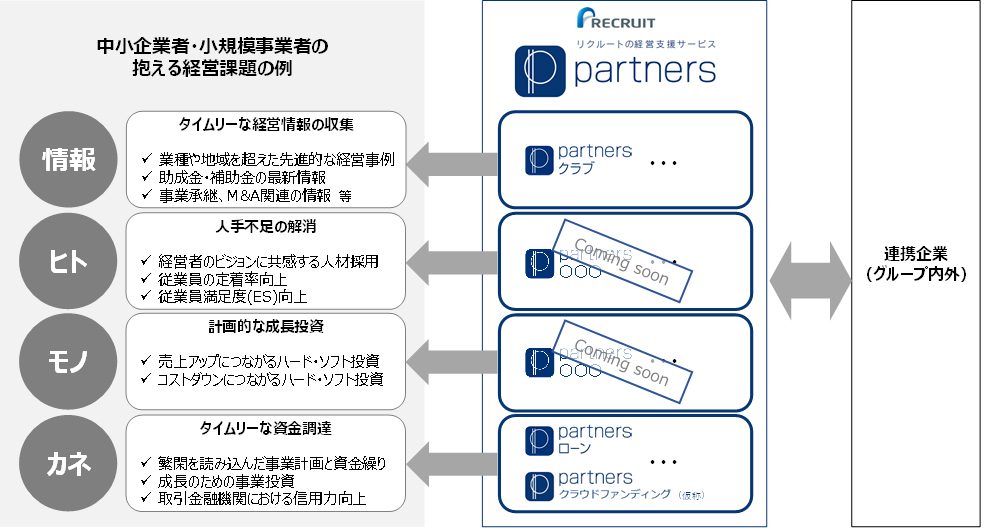 中小企業者・小規模事業者の
抱える経営課題の例
RECRUIT
リクルートの経営支援サービス
partners
情報
タイムリーな経営情報の収集
✓ 業種や地域を超えた先進的な経営事例
✓ 助成金・補助金の最新情報
✓ 事業承継、M&A関連の情報 等
partners
クラブ
…
ヒト
人手不足の解消
✓ 経営者のビジョンに共感する人材採用
✓ 従業員の定着率向上
✓ 従業員満足度(ES)向上
partners
〇〇〇
…
Coming soon
モノ
計画的な成長投資
✓ 売上アップにつながるハード・ソフト投資
✓ コストダウンにつながるハード・ソフト投資
partners
〇〇〇
…
Coming soon
カネ
タイムリーな資金調達
✓ 繁閑を読み込んだ事業計画と資金繰り
✓ 成長のための事業投資
✓ 取引金融機関における信用力向上
partners
ローン
…
partners
クラウドファンディング（仮称）
連携企業
(グループ内外)